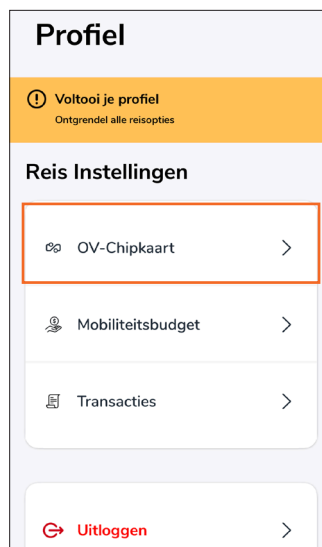 Profiel
Voltooi je profiel
Ontgrendel alle reisopties
Reis Instellingen
OV-Chipkaart
Mobiliteitsbudget
Transacties
Uitloggen